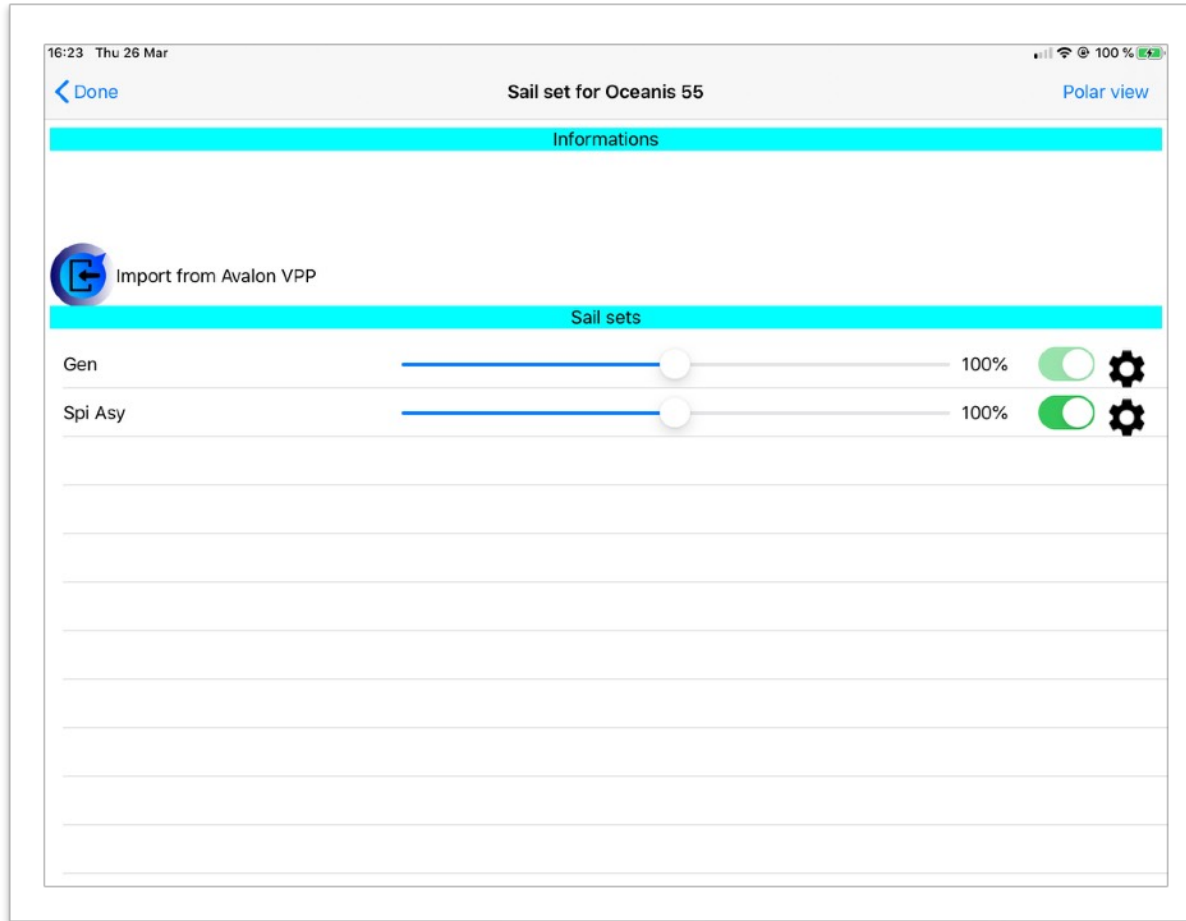 16:23 Thu 26 Mar
100 %
Done
Sail set for Oceanis 55
Polar view
Informations
Import from Avalon VPP
Sail sets
Gen 100%
Spi Asy 100%